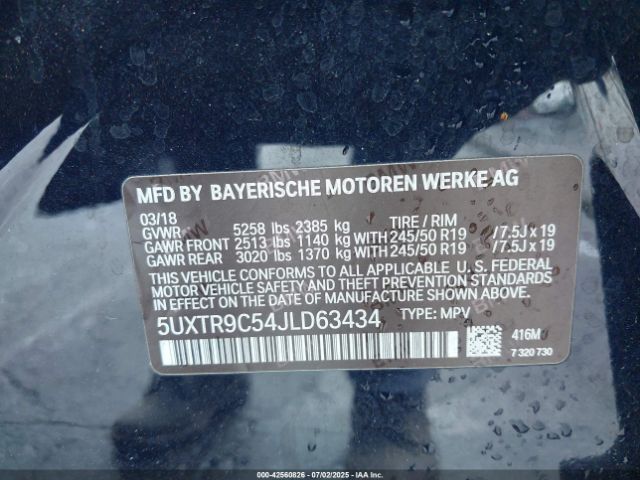 MFD BY BAYERISCHE MOTOREN WERKE AG
03/18 TIRE / RIM
GVWR 5258 lbs 2385 kg
GAWR FRONT 2513 lbs 1140 kg WITH 245/50 R19 /7.5J x 19
GAWR REAR 3020 lbs 1370 kg WITH 245/50 R19 /7.5J x 19
THIS VEHICLE CONFORMS TO ALL APPLICABLE U.S. FEDERAL
MOTOR VEHICLE SAFETY AND THEFT PREVENTION STANDARDS
IN EFFECT ON THE DATE OF MANUFACTURE SHOWN ABOVE.
5UXTR9C54JLD63434 TYPE: MPV
416M
7 320 730
000-42560826 - 07/02/2025 - IAAI.com